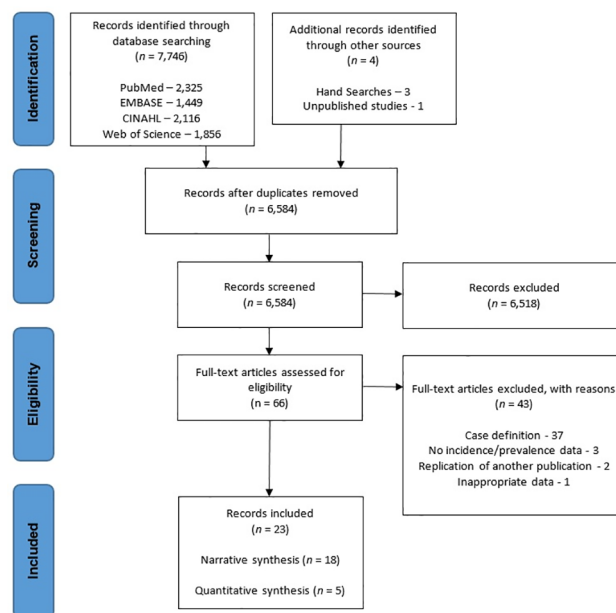 Identification
Records identified through
database searching
(n = 7,746)
PubMed – 2,325
EMBASE – 1,449
CINAHL – 2,116
Web of Science – 1,856
Additional records identified
through other sources
(n = 4)
Hand Searches – 3
Unpublished studies - 1
Screening
Records after duplicates removed
(n = 6,584)
Records screened
(n = 6,584)
Records excluded
(n = 6,518)
Eligibility
Full-text articles assessed for
eligibility
(n = 66)
Full-text articles excluded, with reasons
(n = 43)
Case definition - 37
No incidence/prevalence data - 3
Replication of another publication - 2
Inappropriate data - 1
Included
Records included
(n = 23)
Narrative synthesis (n = 18)
Quantitative synthesis (n = 5)